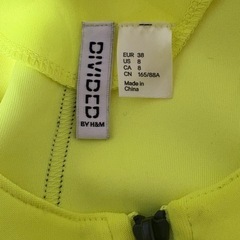 DIVIDED
BY H&M
EUR 38
US 8
CA 8
CN 165/88A
Made in
China